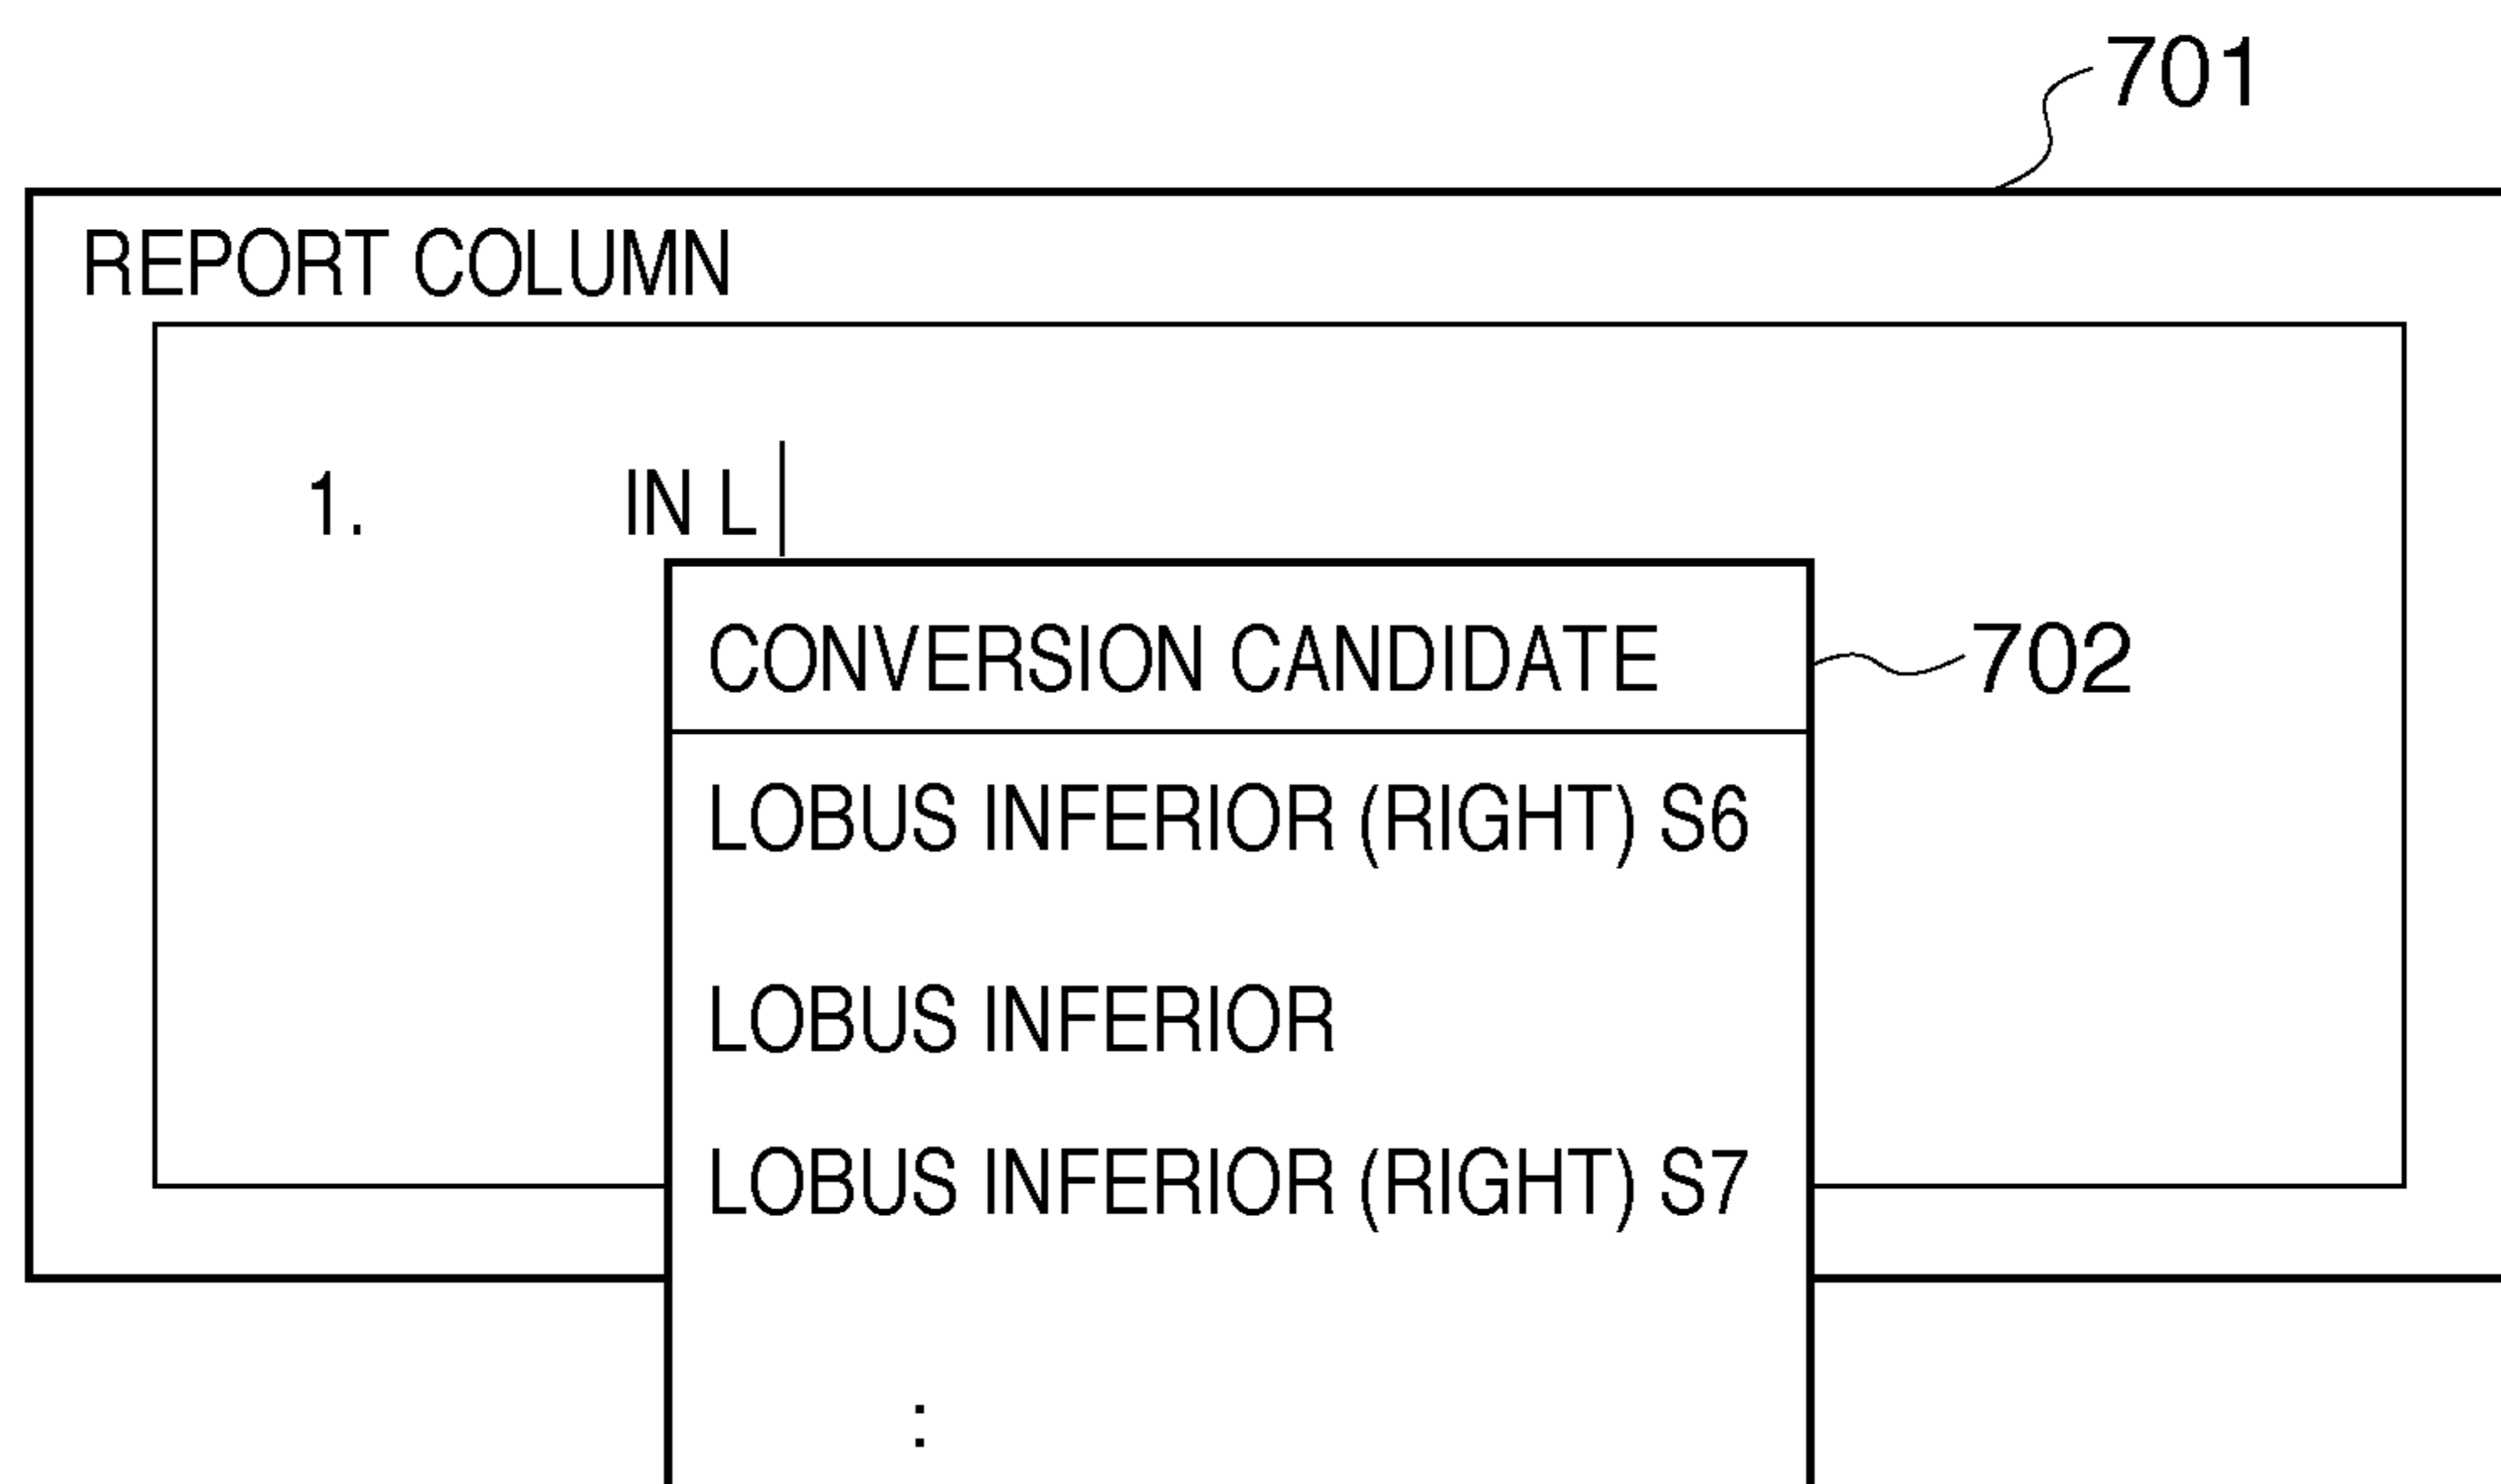 701
REPORT COLUMN
1. IN L
CONVERSION CANDIDATE
702
LOBUS INFERIOR (RIGHT) S6
LOBUS INFERIOR
LOBUS INFERIOR (RIGHT) S7
: